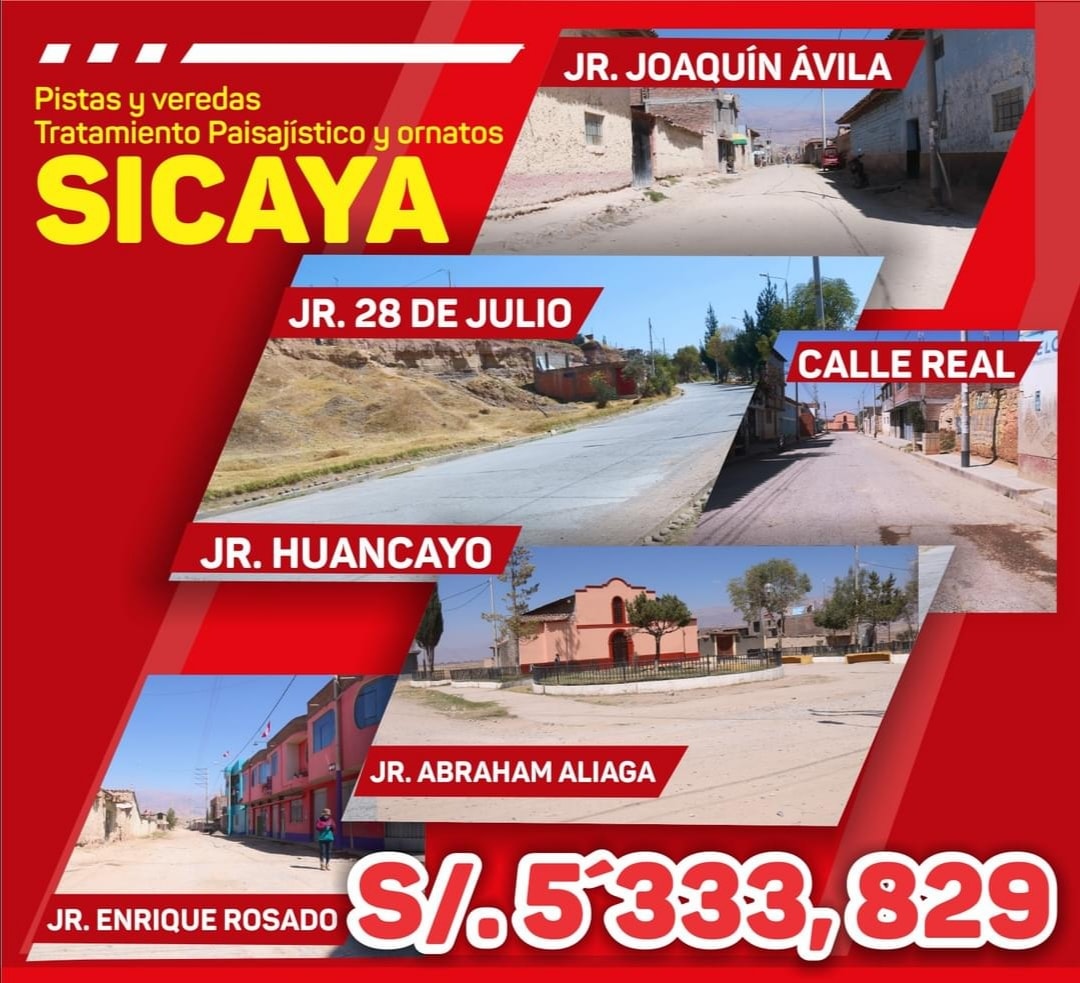 Pistas y veredas
Tratamiento Paisajístico y ornatos
SICAYA
JR. JOAQUÍN ÁVILA
JR. 28 DE JULIO
CALLE REAL
JR. HUANCAYO
JR. ABRAHAM ALIAGA
JR. ENRIQUE ROSADO
S/. 5´333, 829